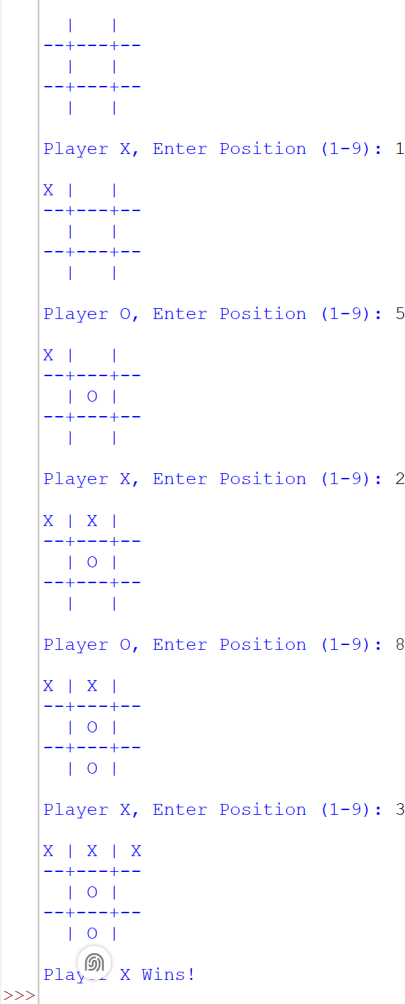 |   |
--+---+--
  |   |
--+---+--
  |   |
Player X, Enter Position (1-9): 1
X |   |
--+---+--
  |   |
--+---+--
  |   |
Player O, Enter Position (1-9): 5
X |   |
--+---+--
  | O |
--+---+--
  |   |
Player X, Enter Position (1-9): 2
X | X |
--+---+--
  | O |
--+---+--
  |   |
Player O, Enter Position (1-9): 8
X | X |
--+---+--
  | O |
--+---+--
  | O |
Player X, Enter Position (1-9): 3
X | X | X
--+---+--
  | O |
--+---+--
  | O |
Player X Wins!
>>>